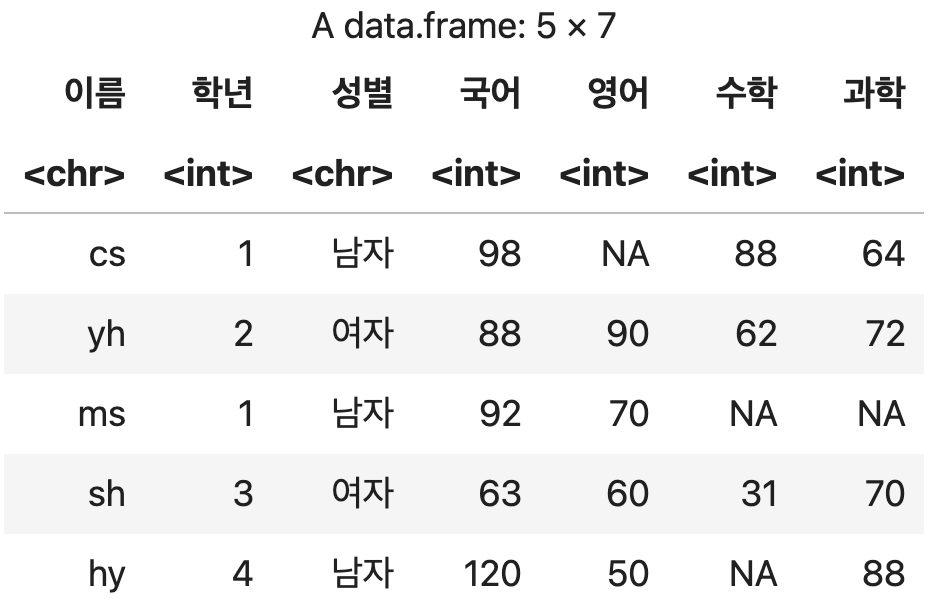 A data.frame: 5 × 7
이름 학년 성별 국어 영어 수학 과학
<chr> <int> <chr> <int> <int> <int> <int>
cs 1 남자 98 NA 88 64
yh 2 여자 88 90 62 72
ms 1 남자 92 70 NA NA
sh 3 여자 63 60 31 70
hy 4 남자 120 50 NA 88